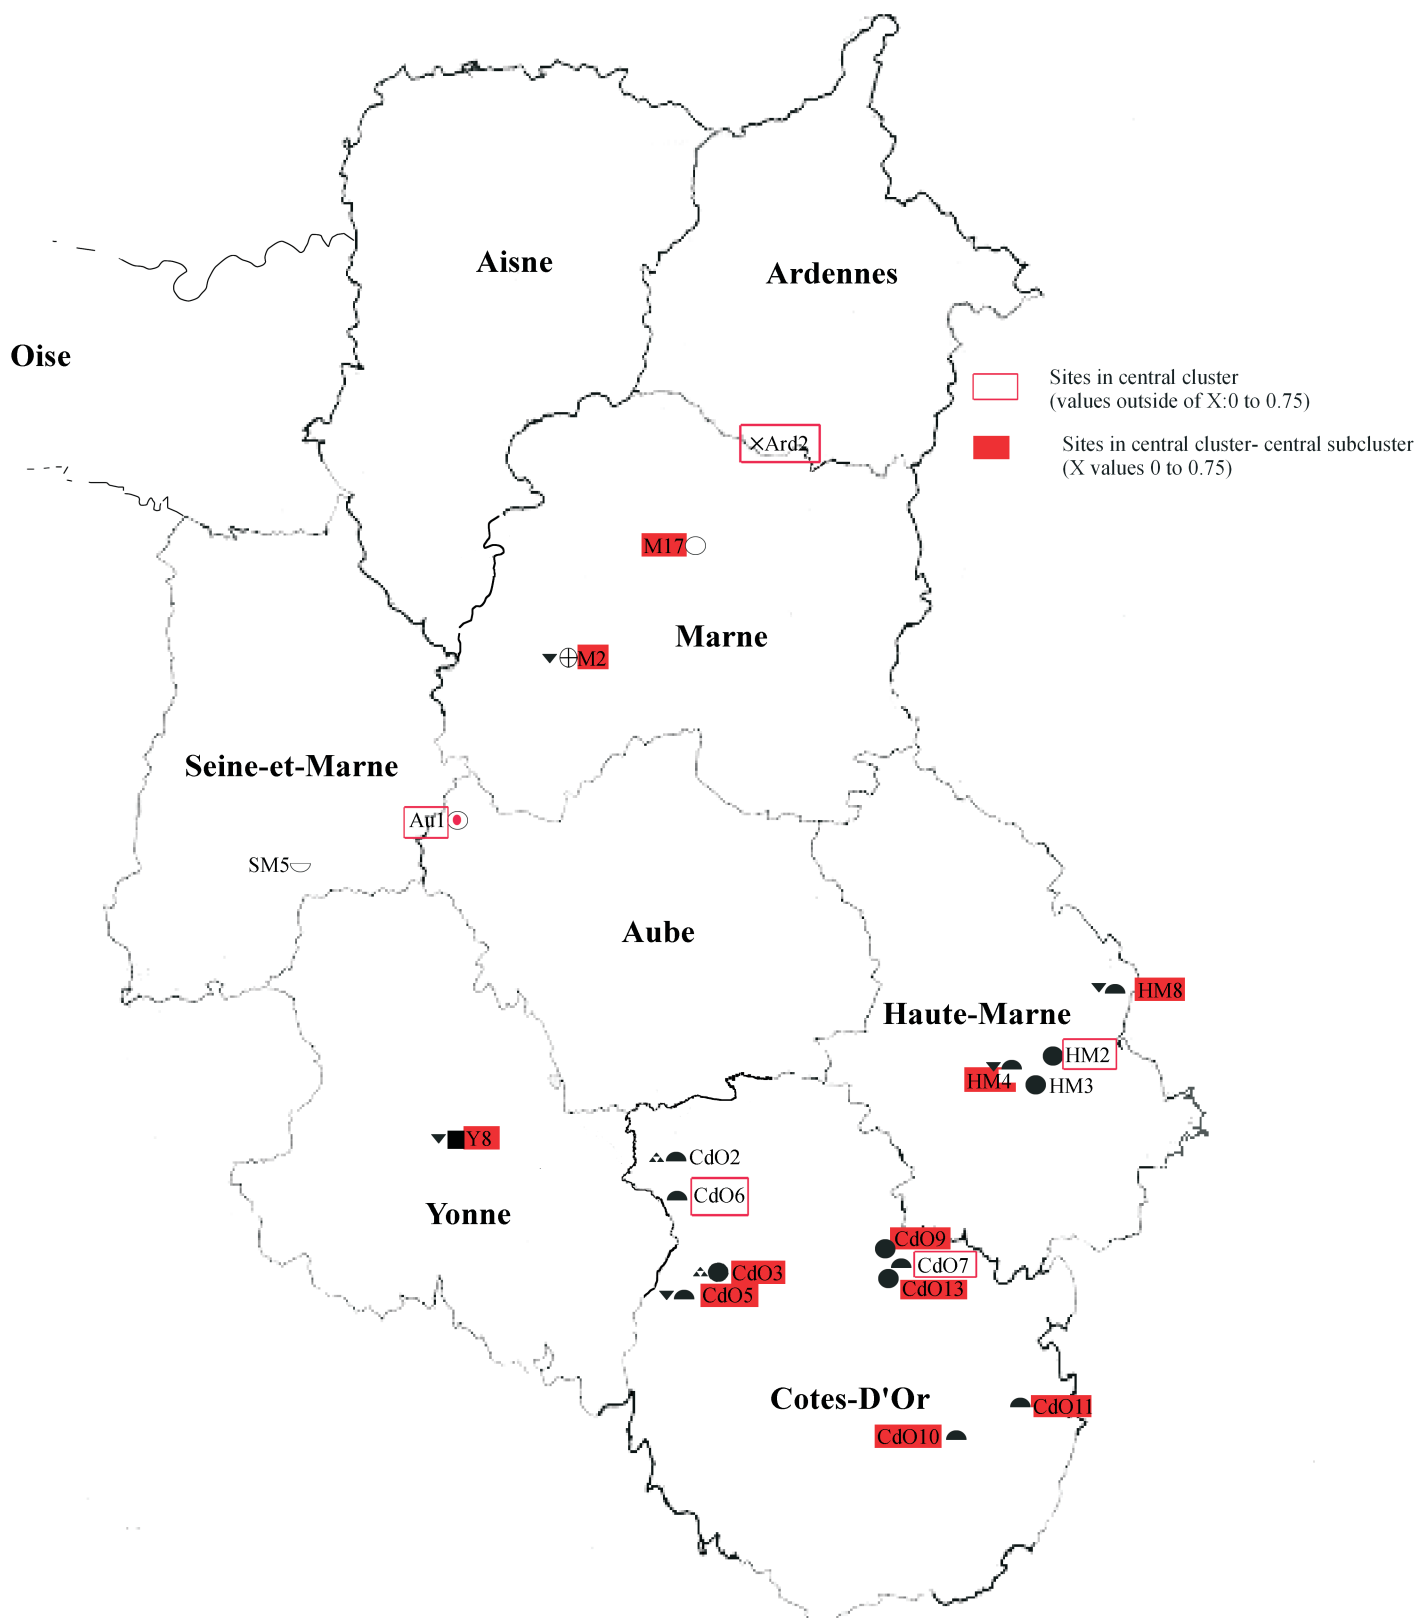 Aisne
Ardennes
Oise
Sites in central cluster
(values outside of X:0 to 0.75)
Ard2
Sites in central cluster- central subcluster
(X values 0 to 0.75)
M17
Marne
M2
Seine-et-Marne
Au1
SM5
Aube
HM8
Haute-Marne
HM2
HM4
HM3
Y8
CdO2
CdO6
Yonne
CdO9
CdO7
CdO3
CdO13
CdO5
Cotes-D'Or
CdO11
CdO10